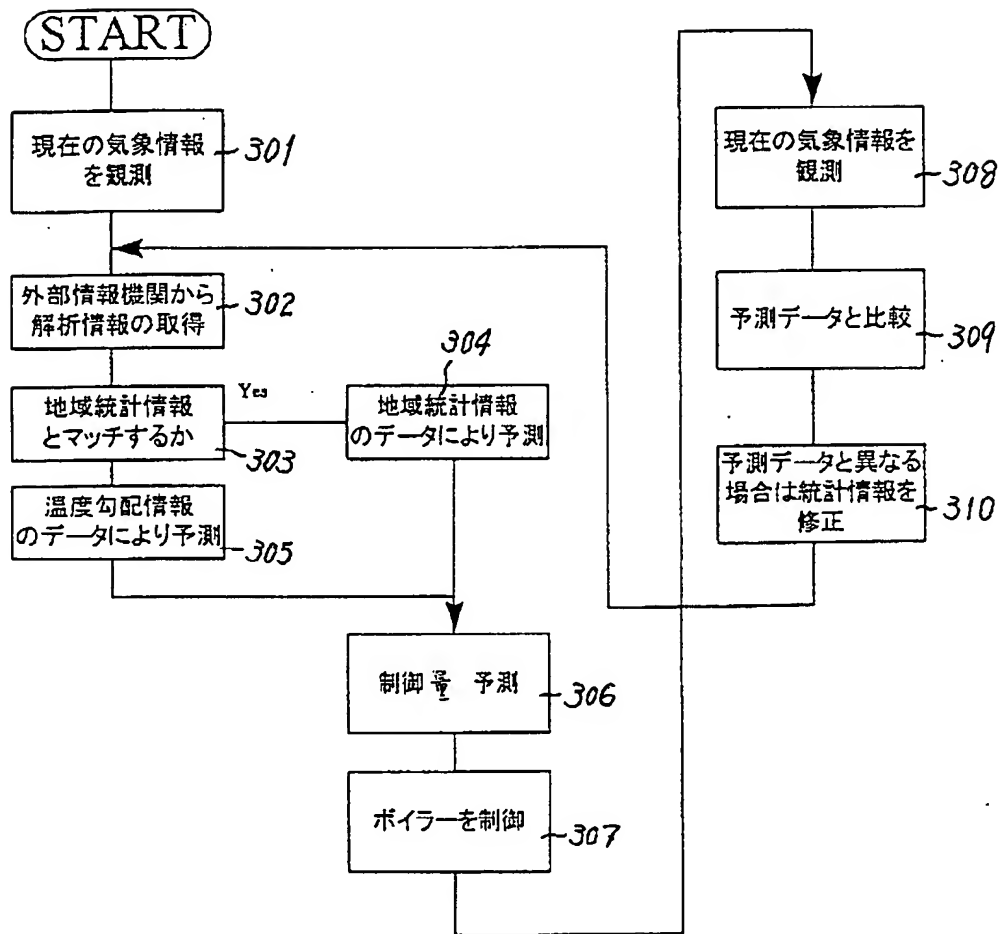 START
現在の気象情報
を観測
301
外部情報機関から
解析情報の取得
302
地域統計情報
とマッチするか
303
Yes
304
地域統計情報
のデータにより予測
温度勾配情報
のデータにより予測
305
制御量 予測
306
ボイラーを制御
307
現在の気象情報を
観測
308
予測データと比較
309
予測データと異なる
場合は統計情報を
修正
310